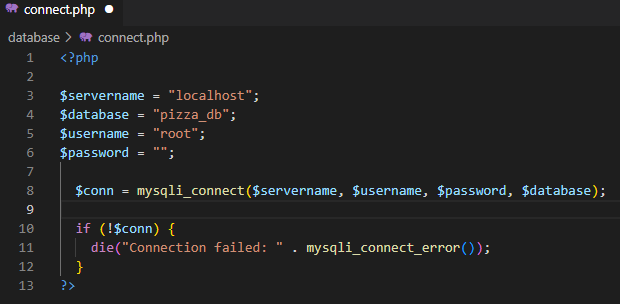 connect.php
database > connect.php
1 <?php
2
3 $servername = "localhost";
4 $database = "pizza_db";
5 $username = "root";
6 $password = "";
7
8 $conn = mysqli_connect($servername, $username, $password, $database);
9
10 if (!$conn) {
11 die("Connection failed: " . mysqli_connect_error());
12 }
13 ?>